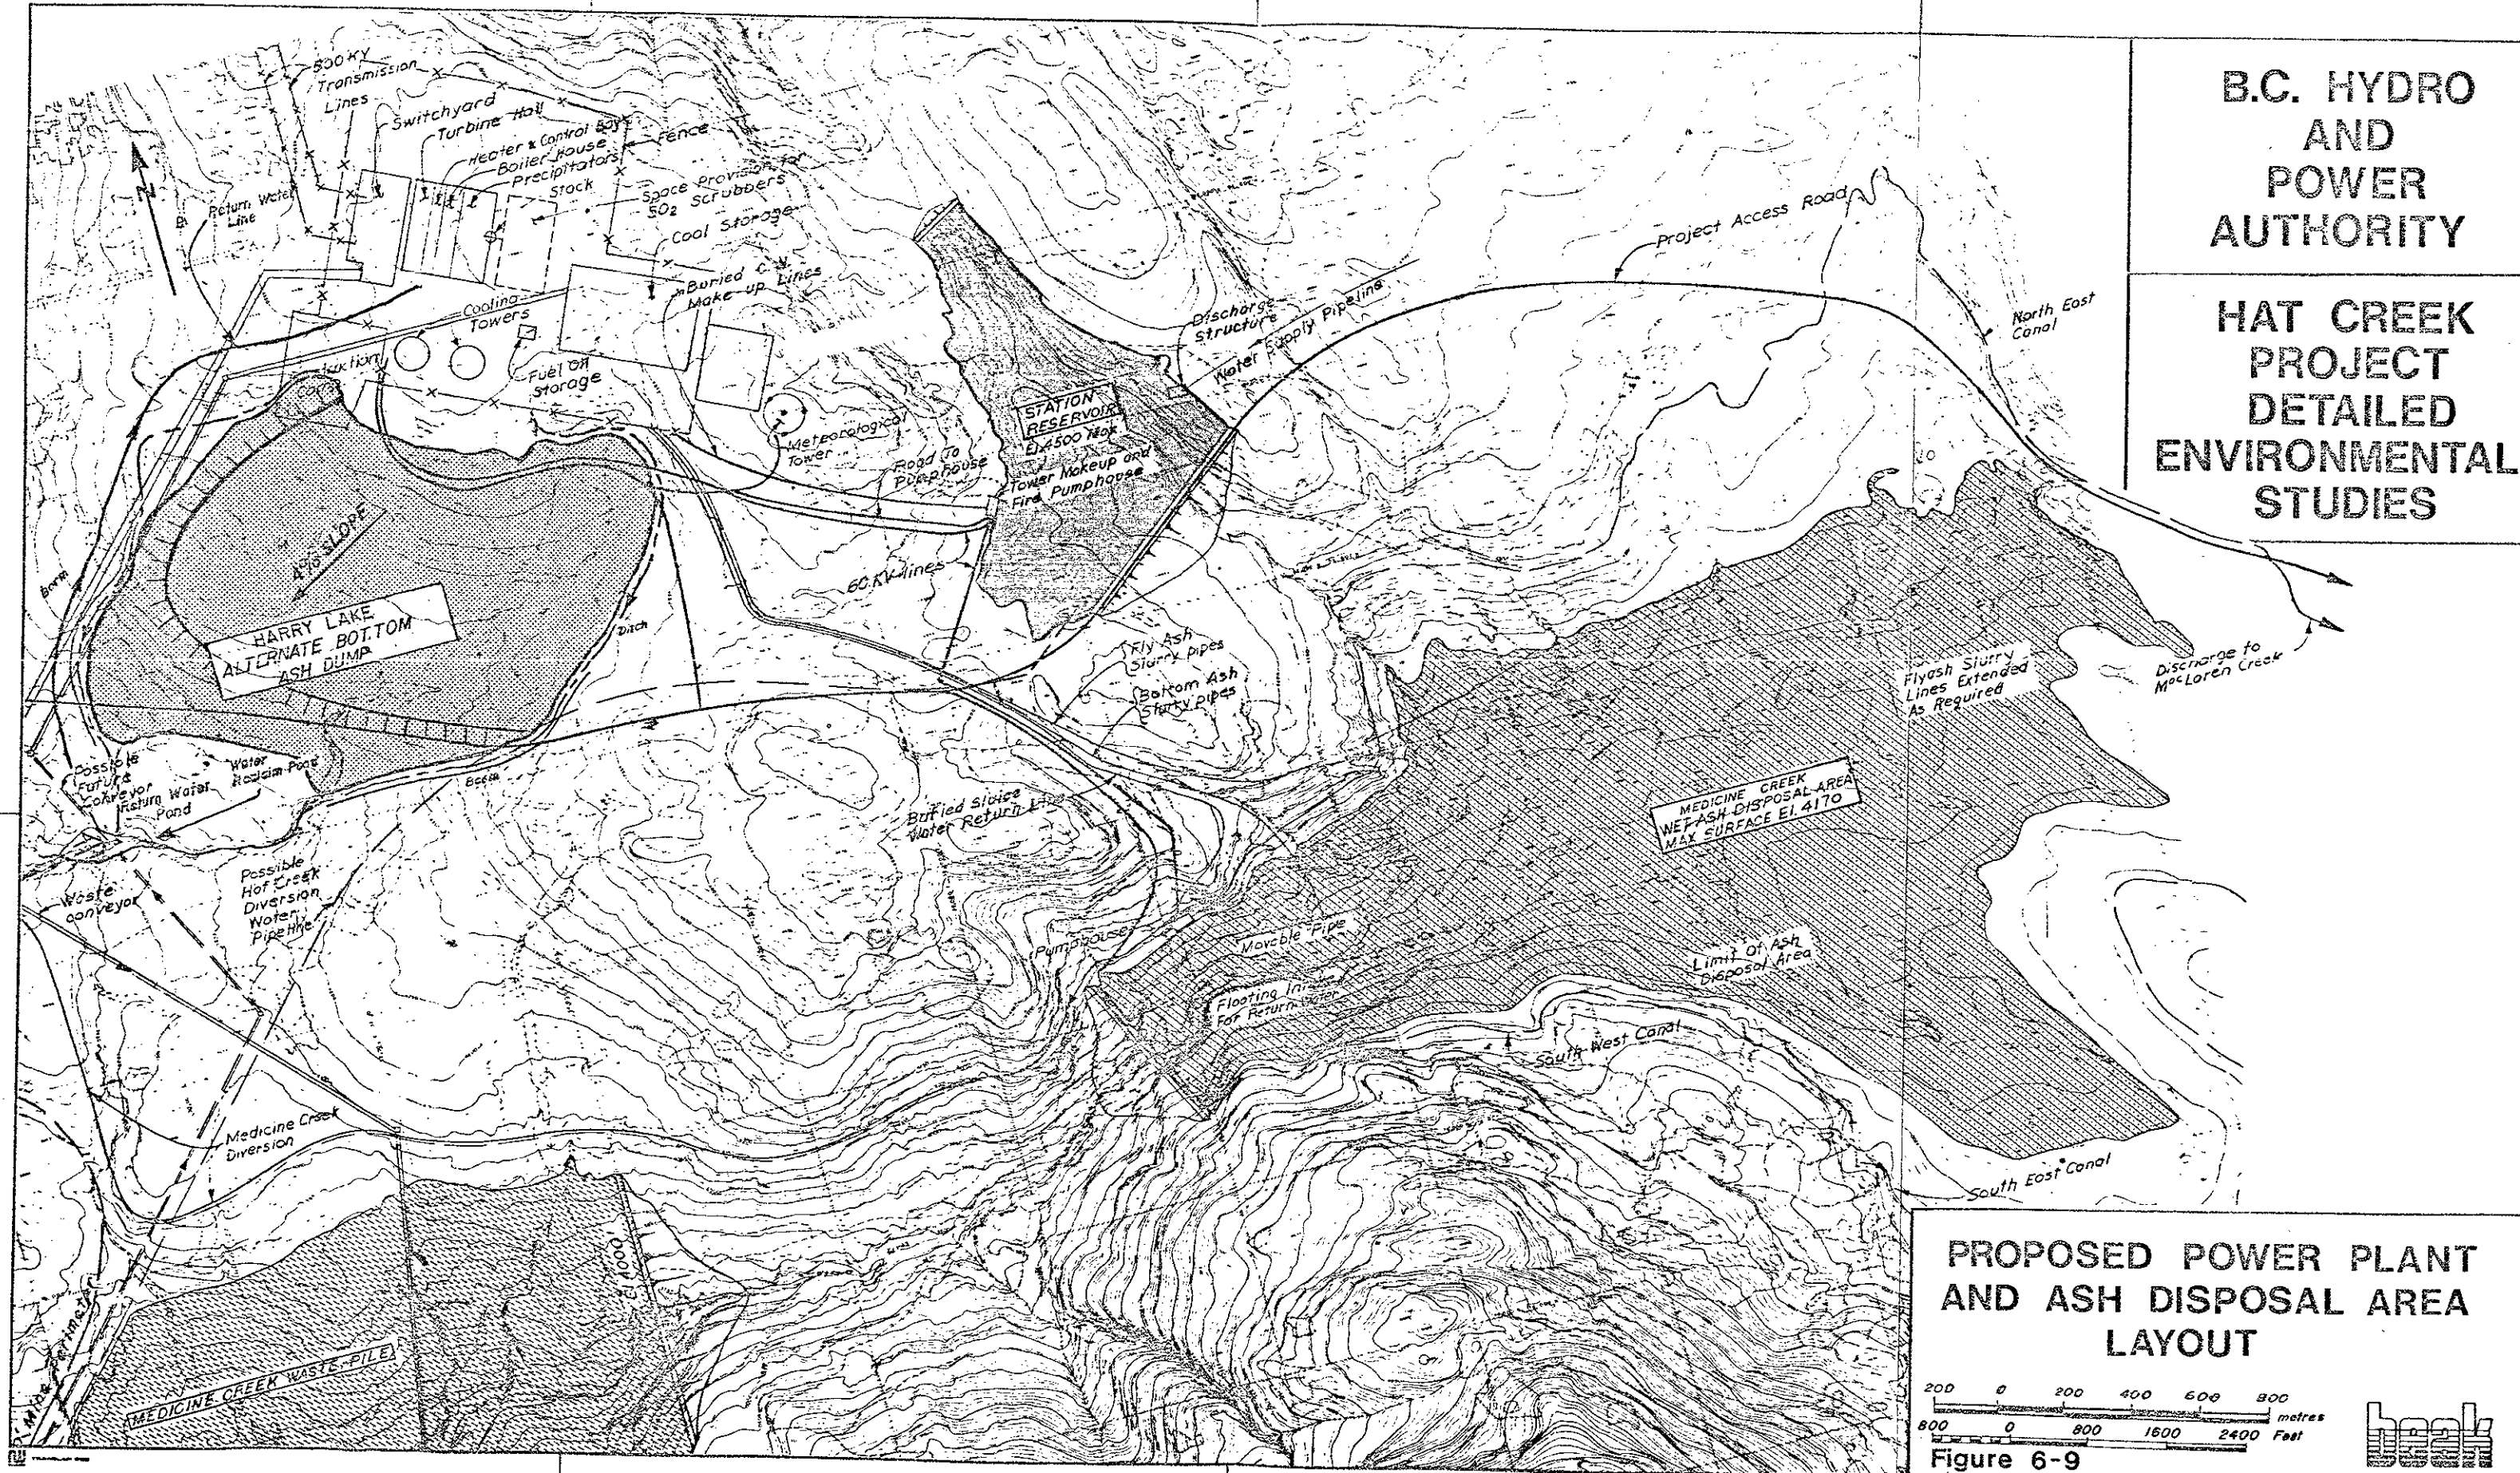 B.C. HYDRO
AND
POWER
AUTHORITY
HAT CREEK
PROJECT
DETAILED
ENVIRONMENTAL
STUDIES
500 KV
Transmission
Lines
Switchyard
Turbine Hall
Heater & Control Bays
Boiler House
Precipitators
Stack
Fence
Space Provision for
SO2 Scrubbers
Coal Storage
Buried C.W.
Make-up Lines
Return Water
Line
N
Cooling
Towers
Fuel Oil
Storage
Meteorological
Tower
Road To
Pumphouse
STATION
RESERVOIR
El. 4500 Max
Tower Makeup and
Fire Pumphouse
Discharge
Structure
Water Supply Pipeline
Project Access Road
North East
Canal
4% SLOPE
Berm
HARRY LAKE
ALTERNATE BOTTOM
ASH DUMP
Ditch
60 KV lines
Fly Ash
Slurry pipes
Bottom Ash
Slurry pipes
Flyash Slurry
Lines Extended
As Required
Discharge to
MacLaren Creek
Possible
Future
Conveyor
Return Water
Pond
Water
Reclaim Pond
Berm
Buried Sluice
Water Return Line
MEDICINE CREEK
WET ASH DISPOSAL AREA
MAX SURFACE El. 4170
Possible
Hat Creek
Diversion
Water
Pipeline
Waste
conveyor
Pumphouse
Movable Pipe
Floating Intake
For Return Water
Limit Of Ash
Disposal Area
South West Canal
Medicine Creek
Diversion
South East Canal
MEDICINE CREEK WASTE PILE
PROPOSED POWER PLANT
AND ASH DISPOSAL AREA
LAYOUT
200 0 200 400 600 800
metres
800 0 800 1600 2400 Feet
Figure 6-9
beak